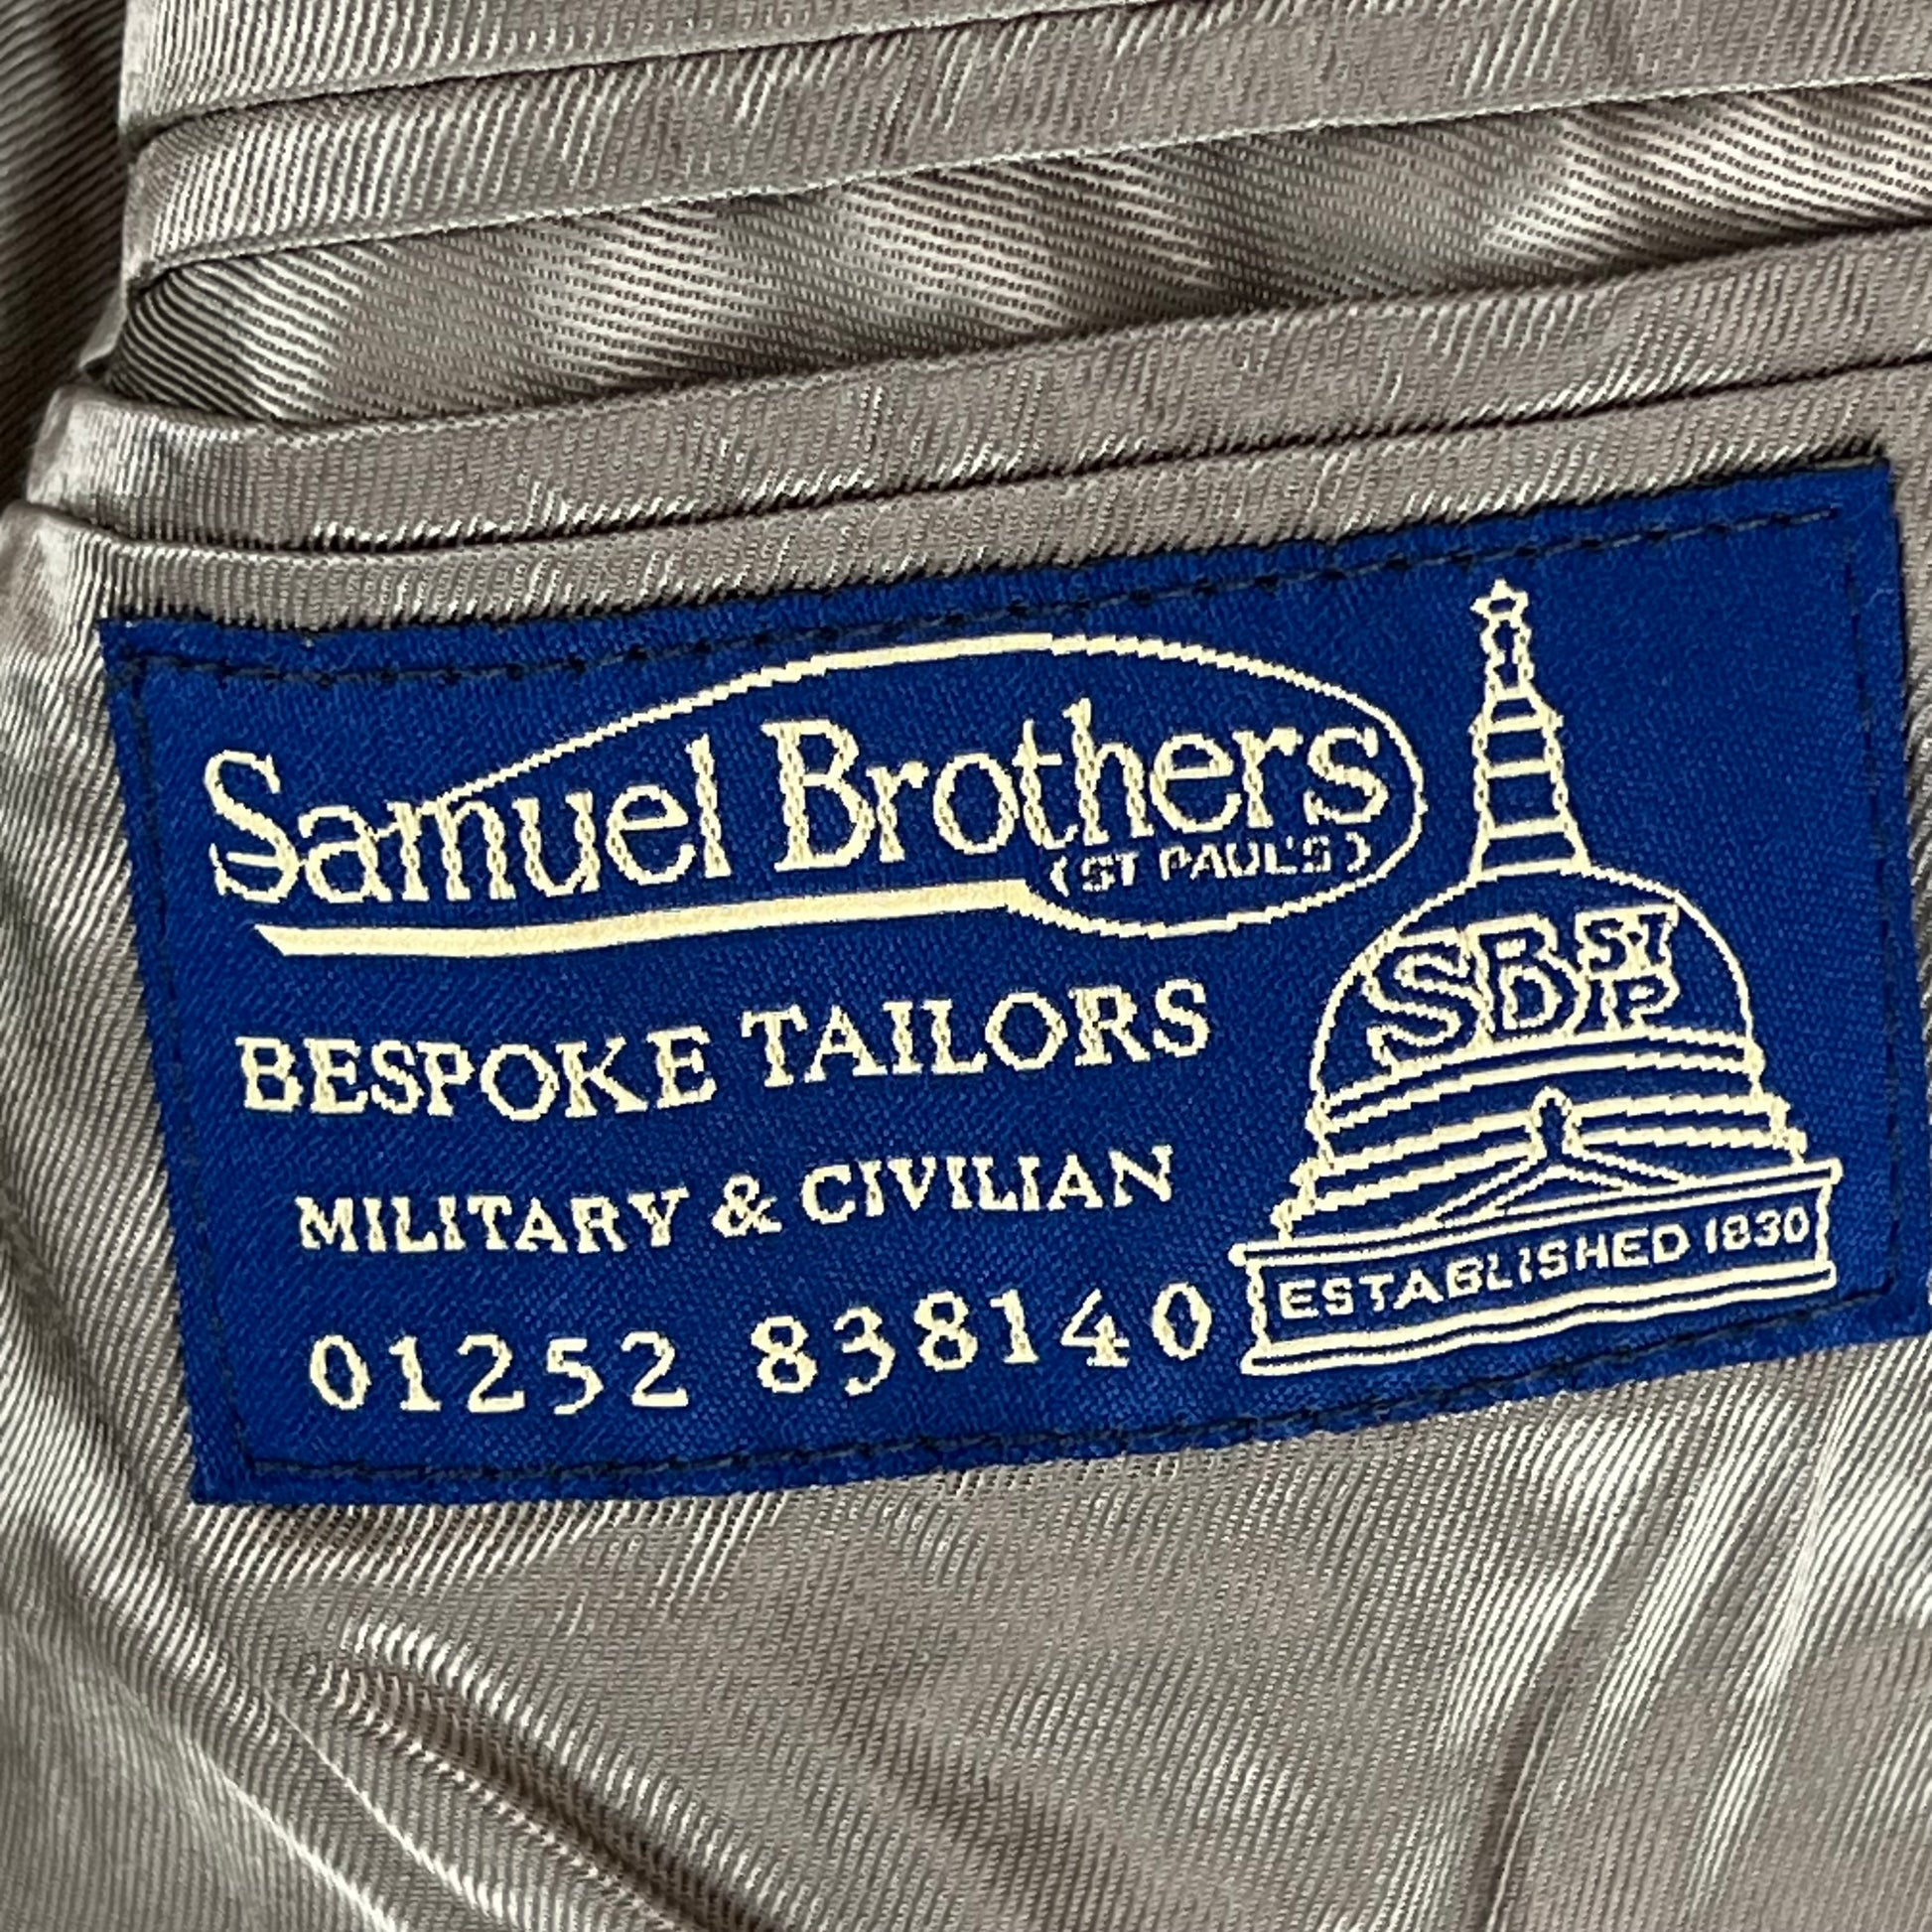 Samuel Brothers
(ST PAUL'S)
BESPOKE TAILORS
MILITARY & CIVILIAN
01252 838140
SB ST P
ESTABLISHED 1830